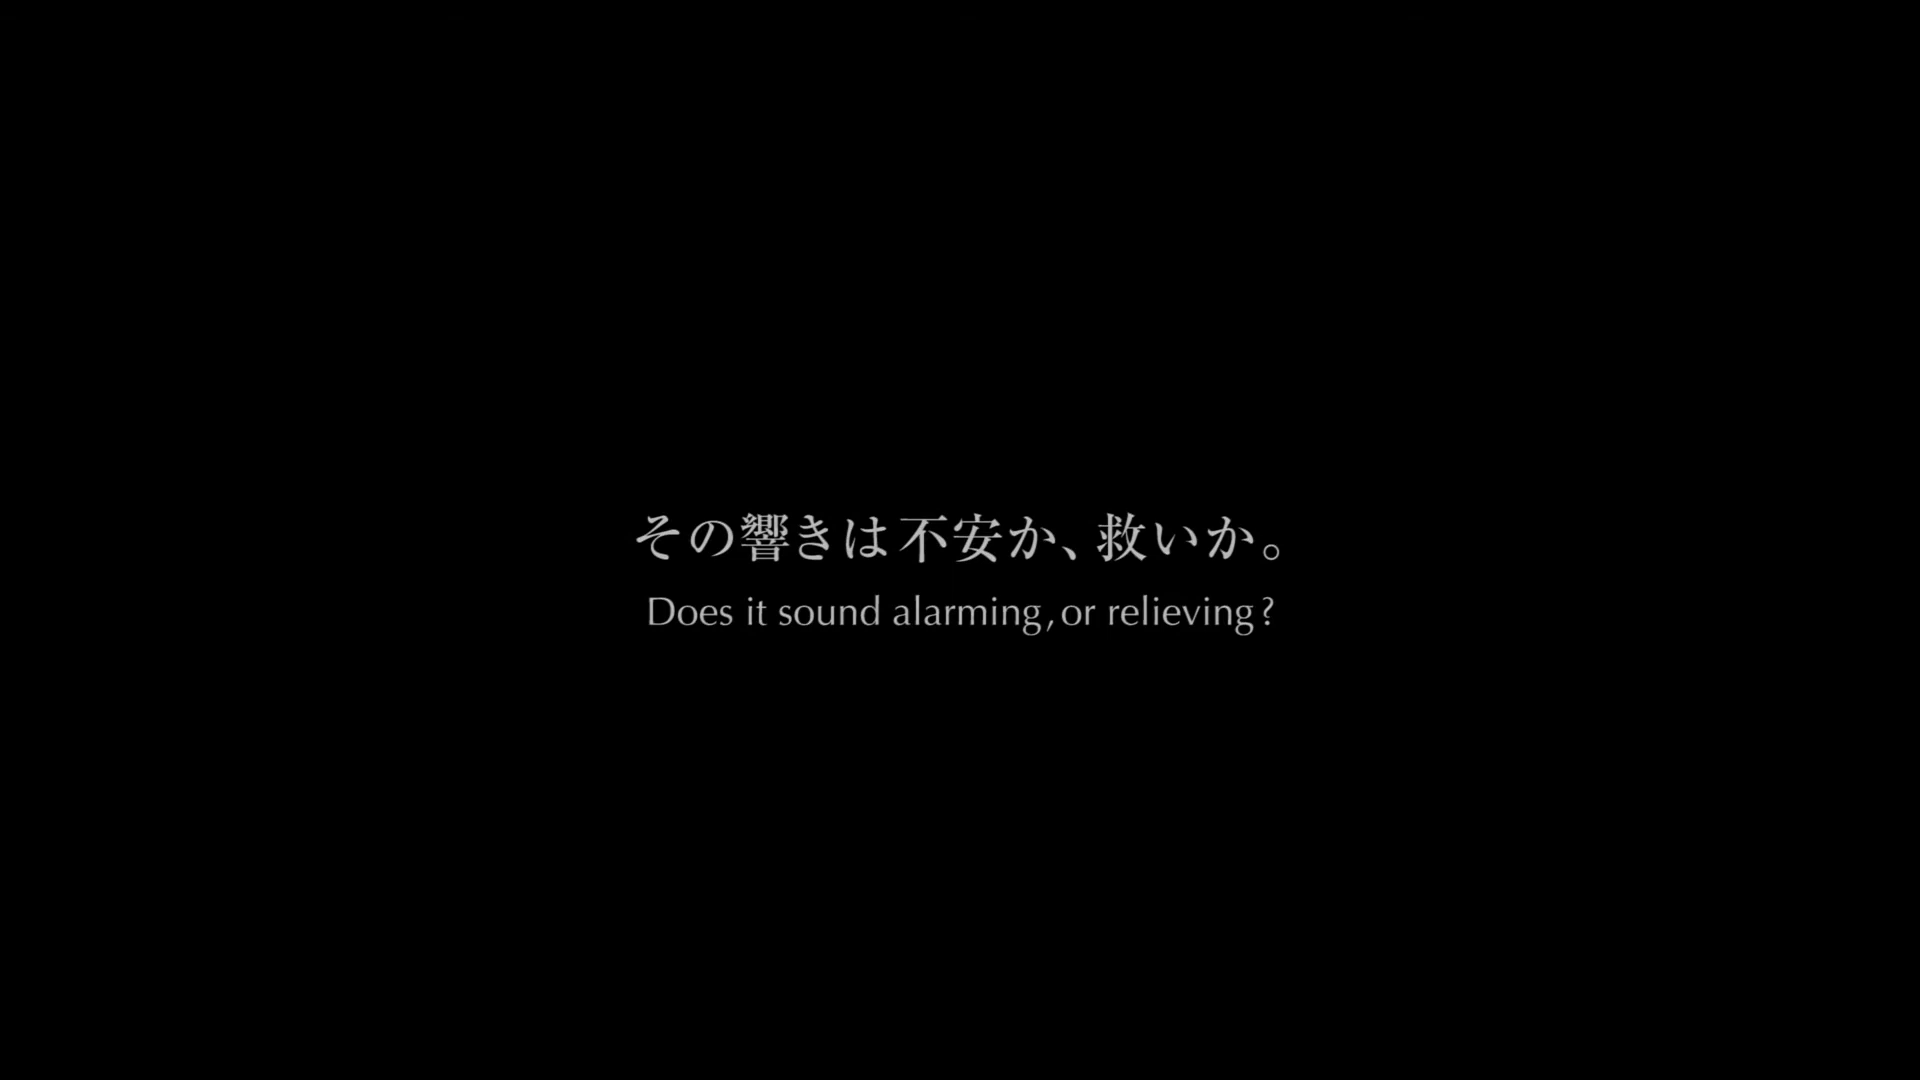 その響きは不安か、救いか。
Does it sound alarming, or relieving?